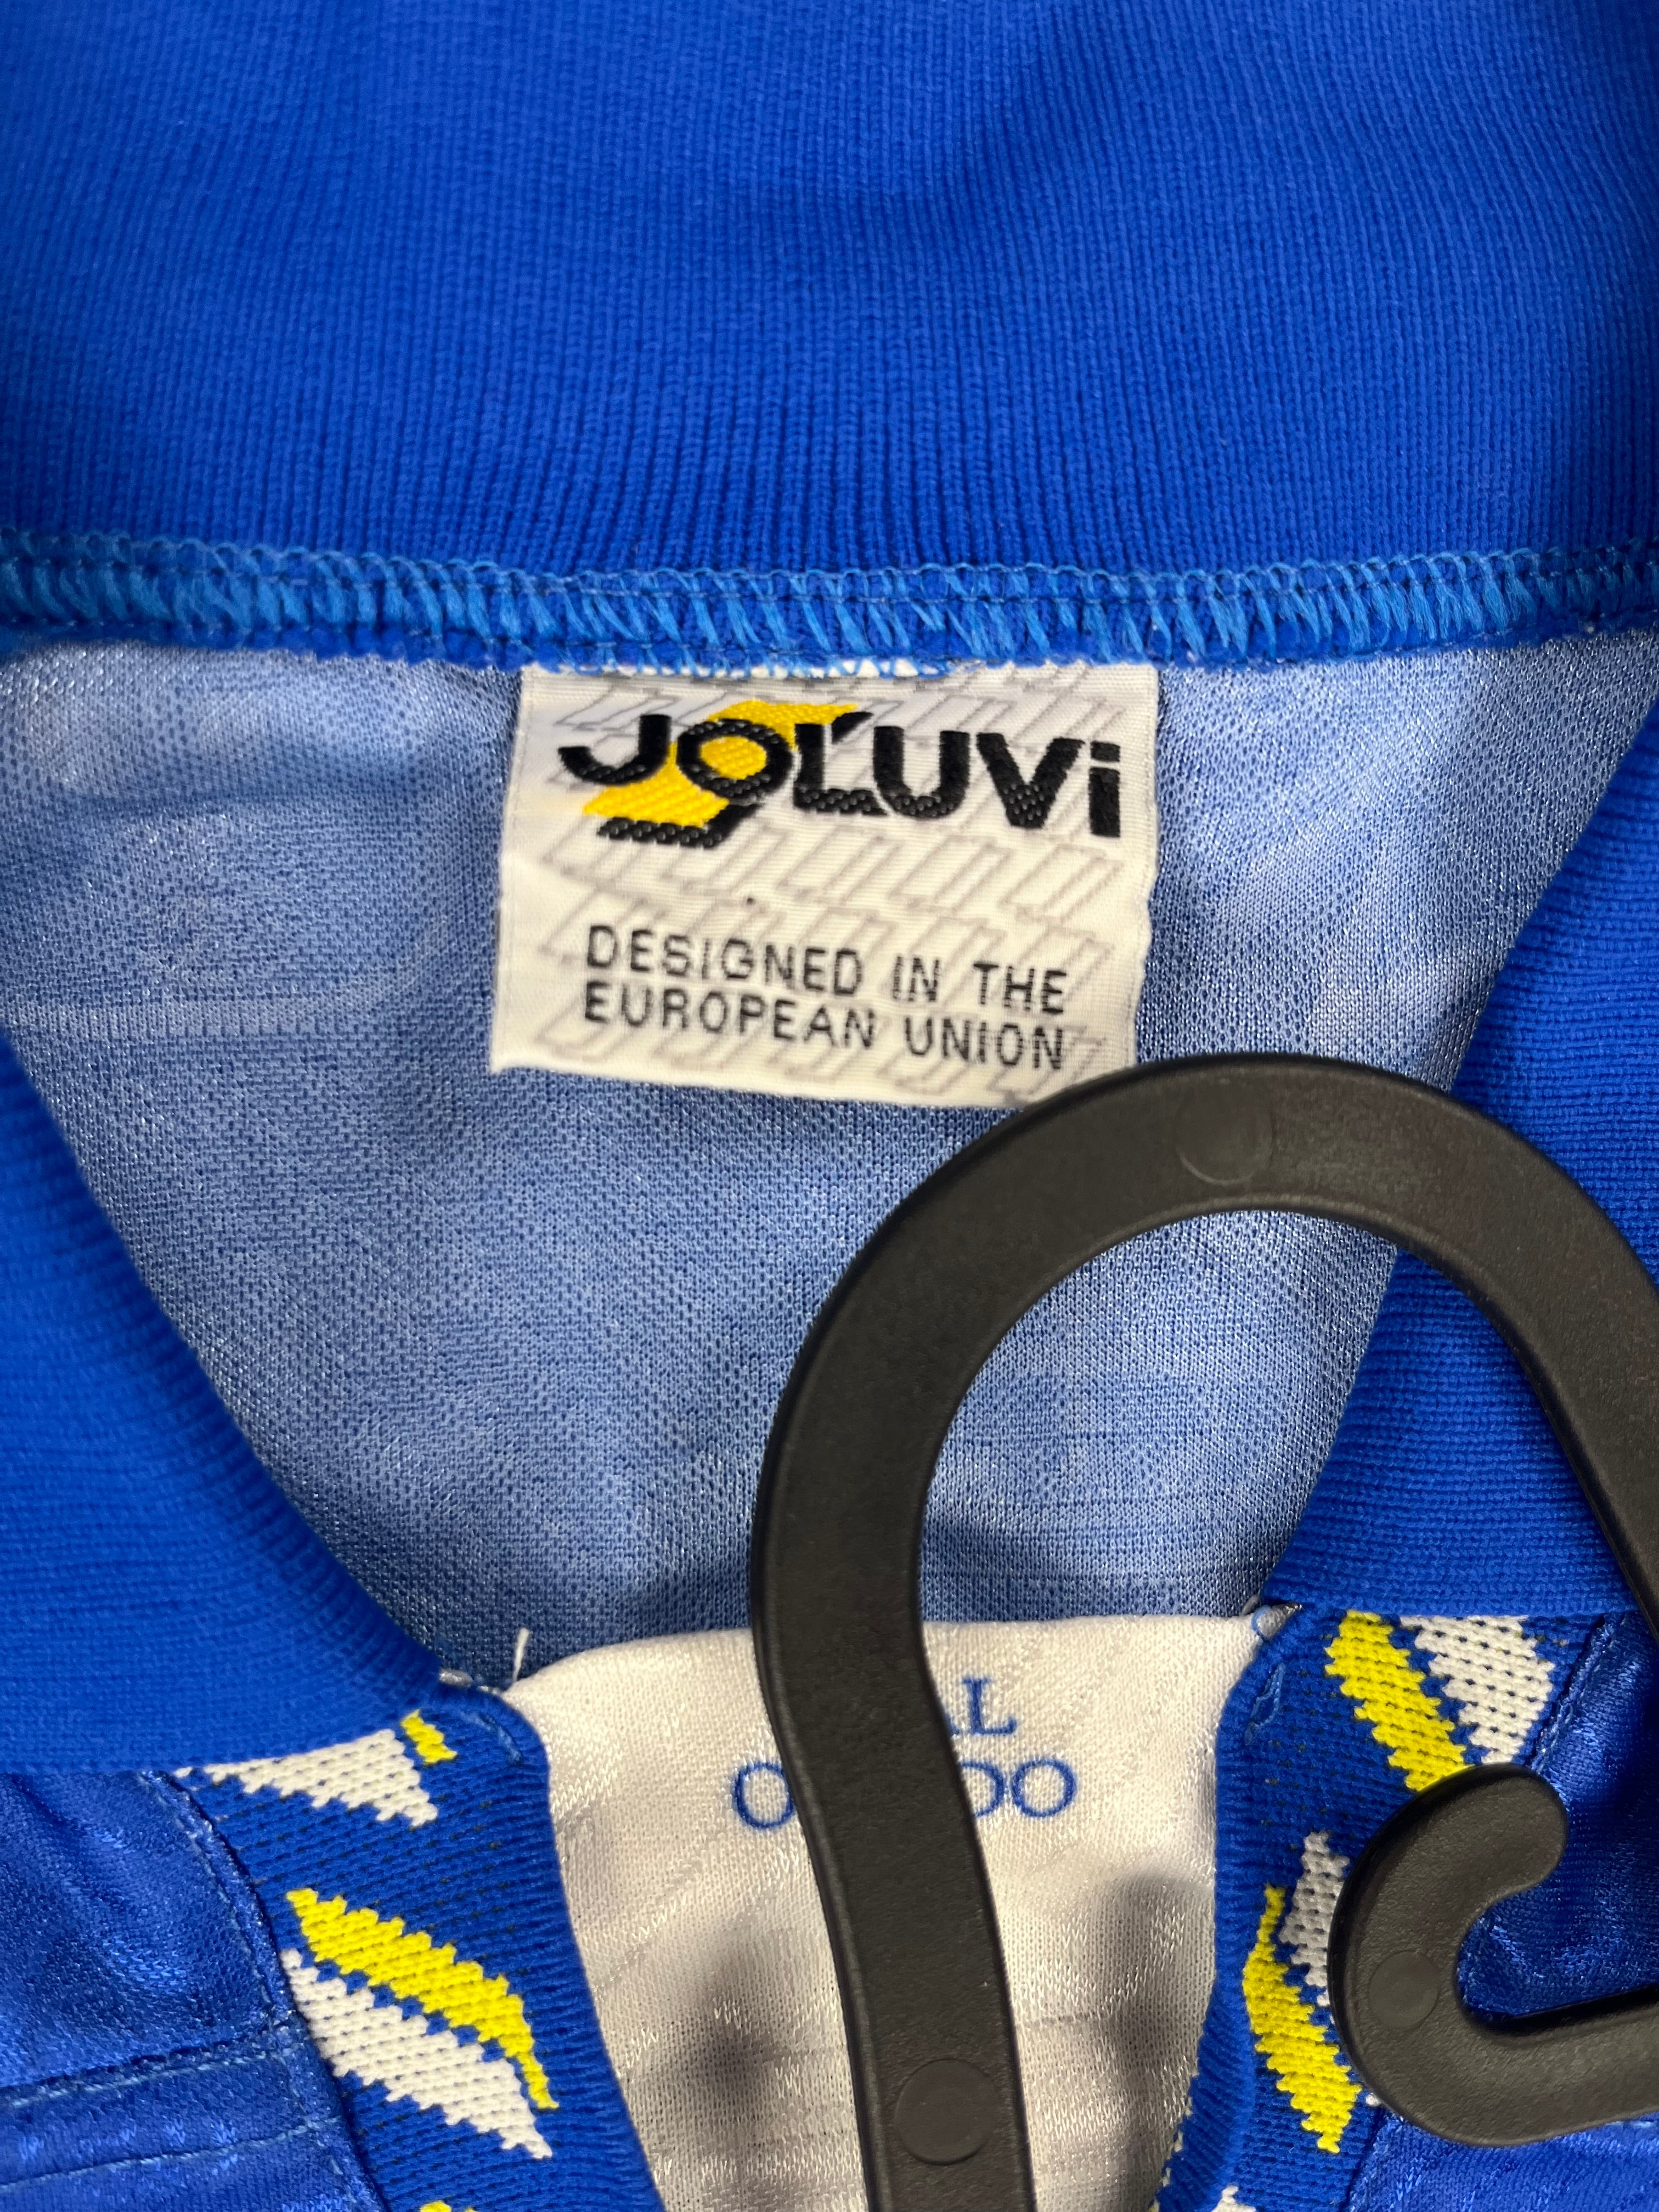 JOLUVi
DESIGNED IN THE
EUROPEAN UNION